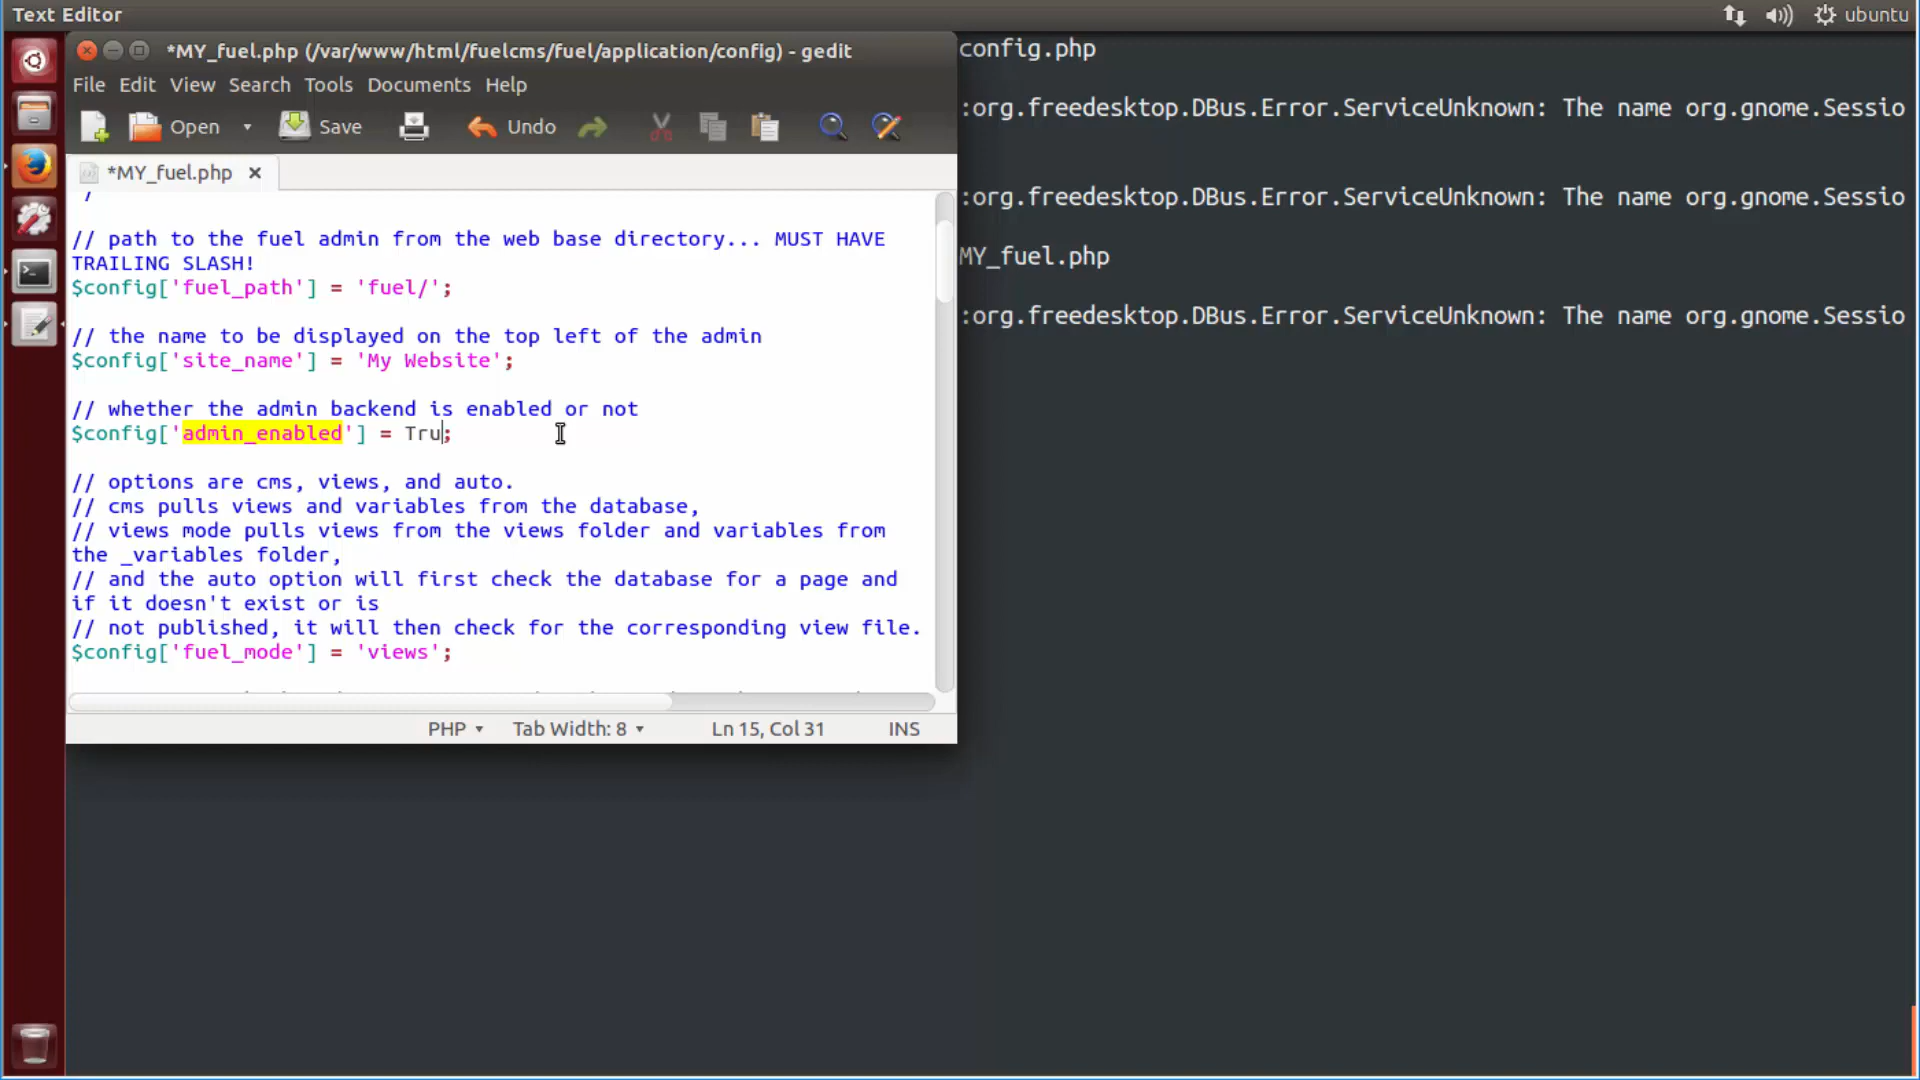 Text Editor
ubuntu
*MY_fuel.php (/var/www/html/fuelcms/fuel/application/config) - gedit
File Edit View Search Tools Documents Help
Open Save Undo
*MY_fuel.php
// path to the fuel admin from the web base directory... MUST HAVE
TRAILING SLASH!
$config['fuel_path'] = 'fuel/';
// the name to be displayed on the top left of the admin
$config['site_name'] = 'My Website';
// whether the admin backend is enabled or not
$config['admin_enabled'] = Tru;
// options are cms, views, and auto.
// cms pulls views and variables from the database,
// views mode pulls views from the views folder and variables from
the _variables folder,
// and the auto option will first check the database for a page and
if it doesn't exist or is
// not published, it will then check for the corresponding view file.
$config['fuel_mode'] = 'views';
PHP Tab Width: 8 Ln 15, Col 31 INS
config.php
:org.freedesktop.DBus.Error.ServiceUnknown: The name org.gnome.Sessio
:org.freedesktop.DBus.Error.ServiceUnknown: The name org.gnome.Sessio
MY_fuel.php
:org.freedesktop.DBus.Error.ServiceUnknown: The name org.gnome.Sessio